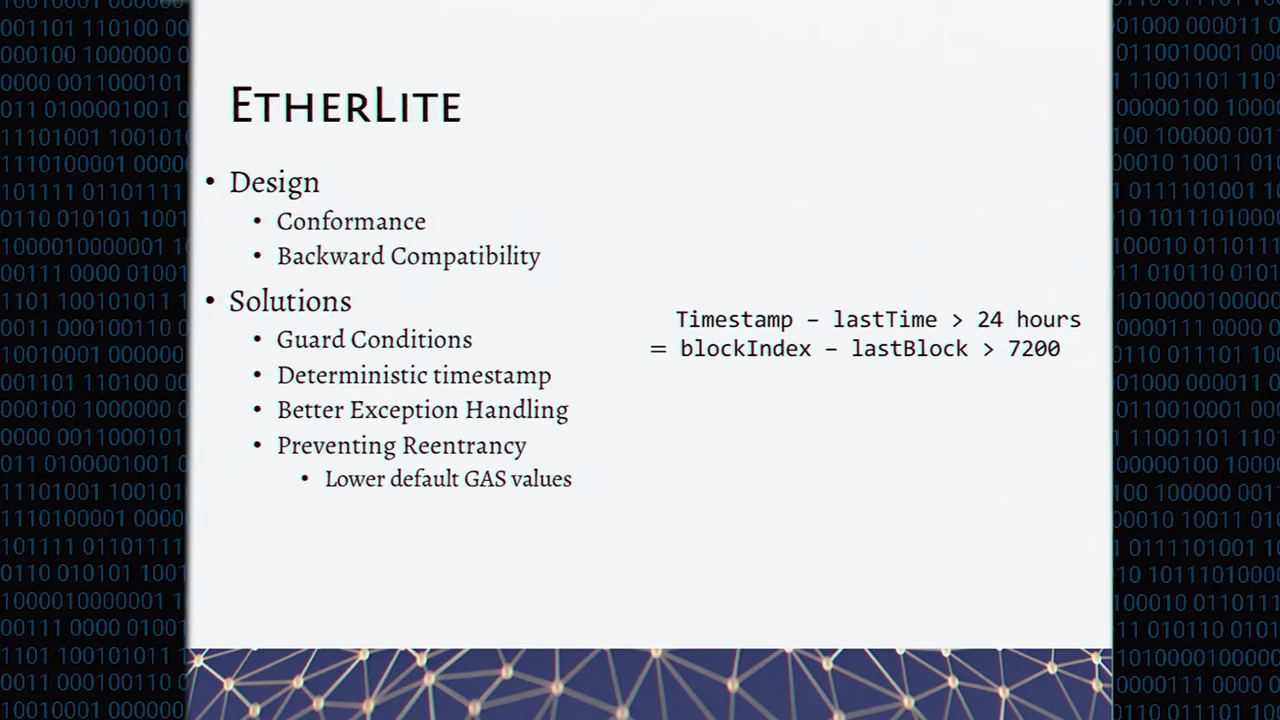 EtherLite
• Design
• Conformance
• Backward Compatibility
• Solutions
• Guard Conditions
• Deterministic timestamp
• Better Exception Handling
• Preventing Reentrancy
• Lower default GAS values
Timestamp – lastTime > 24 hours
= blockIndex – lastBlock > 7200